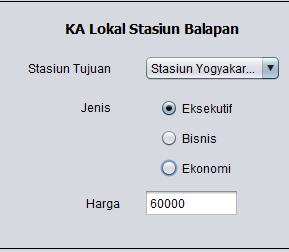 KA Lokal Stasiun Balapan
Stasiun Tujuan Stasiun Yogyakar...
Jenis Eksekutif
Bisnis
Ekonomi
Harga 60000